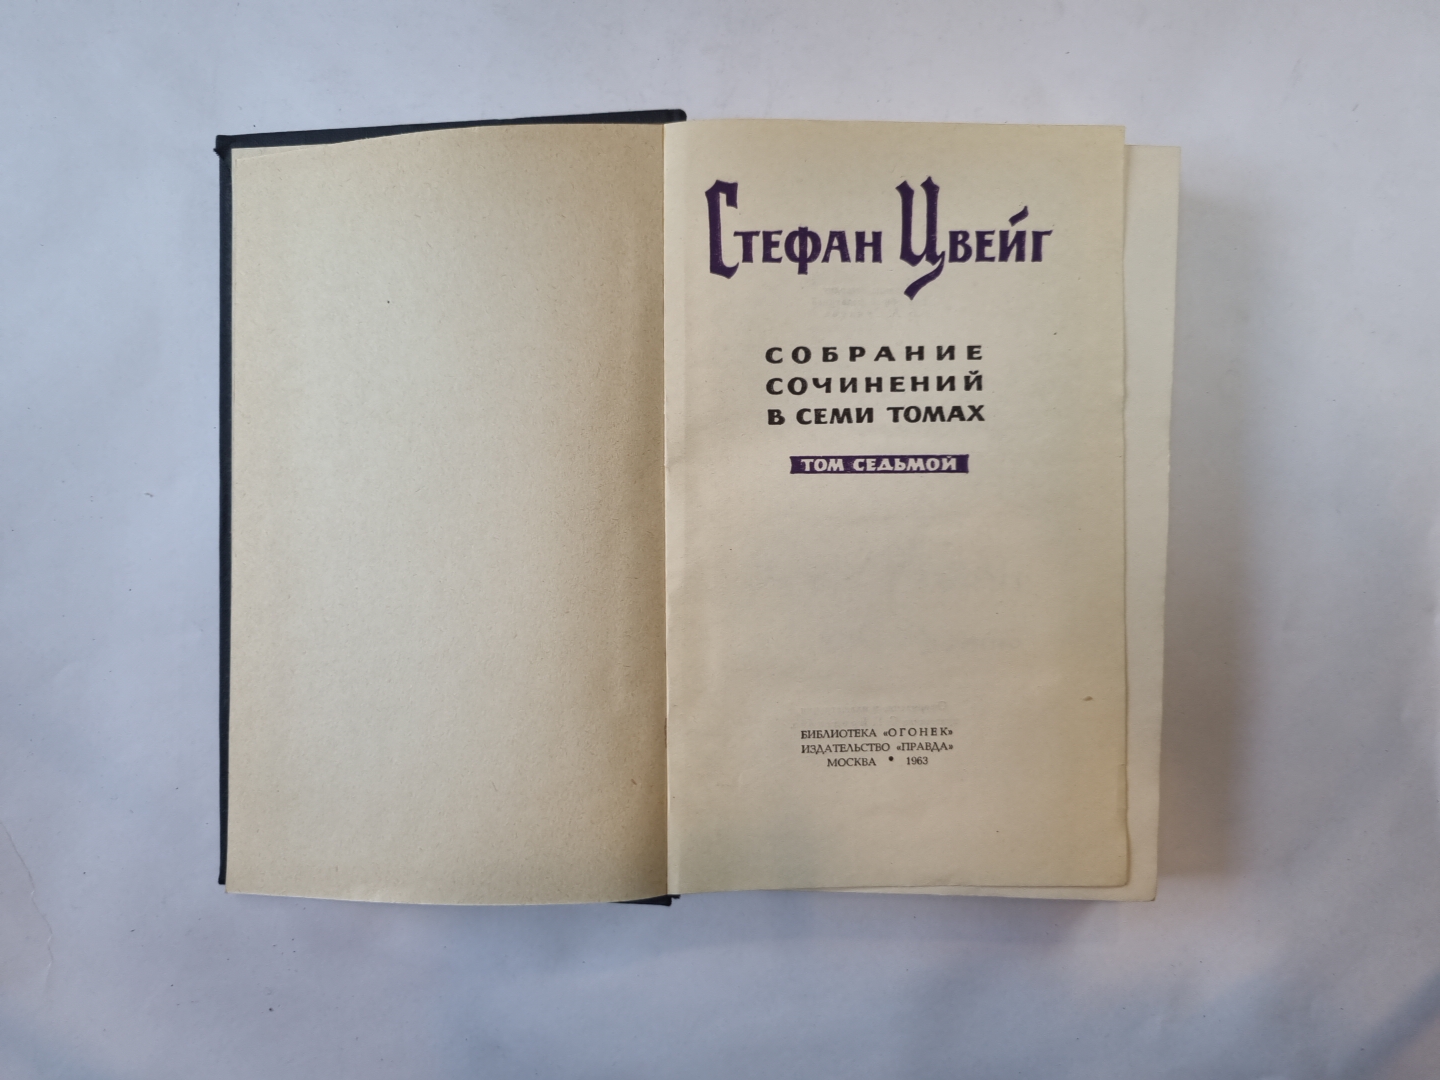 Стефан Цвейг
СОБРАНИЕ
СОЧИНЕНИЙ
В СЕМИ ТОМАХ
ТОМ СЕДЬМОЙ
БИБЛИОТЕКА «ОГОНЕК»
ИЗДАТЕЛЬСТВО «ПРАВДА»
МОСКВА • 1963